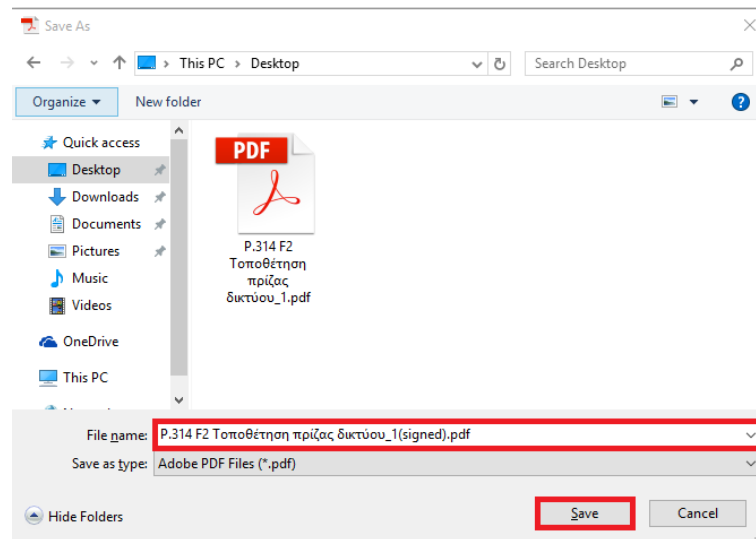 Save As
This PC > Desktop
Search Desktop
Organize
New folder
Quick access
Desktop
Downloads
Documents
Pictures
Music
Videos
OneDrive
This PC
PDF
P.314 F2
Τοποθέτηση
πρίζας
δικτύου_1.pdf
File name: P.314 F2 Τοποθέτηση πρίζας δικτύου_1(signed).pdf
Save as type: Adobe PDF Files (*.pdf)
Hide Folders
Save
Cancel